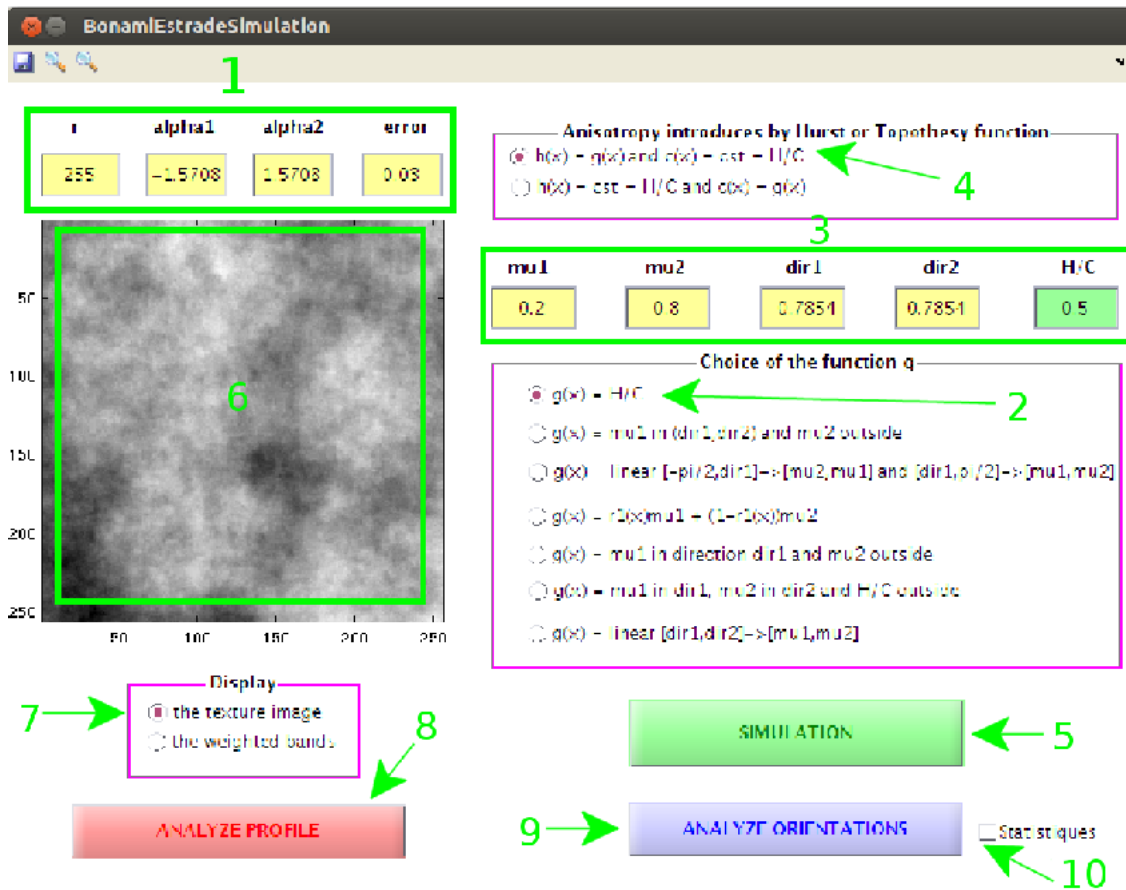 BonamiEstradeSimulation
1
r alpha1 alpha2 error
255 -1.5708 1.5708 0.03
Anisotropy introduces by Hurst or Topothesy function
h(x) = g(x) and c(x) = cst = H/C
h(x) = cst = H/C and c(x) = g(x)
4
3
mu1 mu2 dir1 dir2 H/C
0.2 0.8 0.7854 0.7854 0.5
50
100
150
200
250
6
50 100 150 200 250
Choice of the function g
g(x) = H/C
2
g(x) = mu1 in (dir1,dir2) and mu2 outside
g(x) = linear [-pi/2,dir1]->[mu2,mu1] and [dir1,pi/2]->[mu1,mu2]
g(x) = r1(x)mu1 + (1-r1(x))mu2
g(x) = mu1 in direction dir1 and mu2 outside
g(x) = mu1 in dir1, mu2 in dir2 and H/C outside
g(x) = linear [dir1,dir2]->[mu1,mu2]
Display
7
the texture image
the weighted bands
8
SIMULATION
5
ANALYZE PROFILE
9
ANALYZE ORIENTATIONS
Statistiques
10